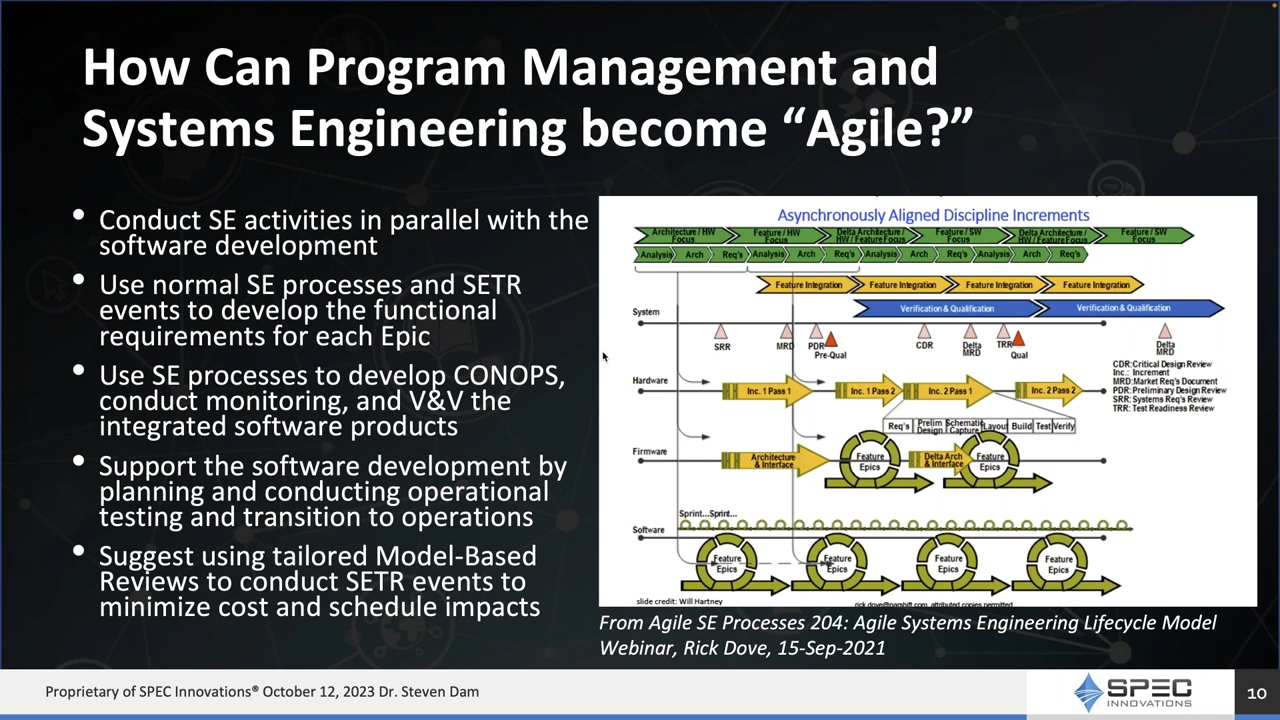 How Can Program Management and
Systems Engineering become “Agile?”
• Conduct SE activities in parallel with the
software development
• Use normal SE processes and SETR
events to develop the functional
requirements for each Epic
• Use SE processes to develop CONOPS,
conduct monitoring, and V&V the
integrated software products
• Support the software development by
planning and conducting operational
testing and transition to operations
• Suggest using tailored Model-Based
Reviews to conduct SETR events to
minimize cost and schedule impacts
Asynchronously Aligned Discipline Increments
Architecture / HW Focus
Feature / HW Focus
Delta Architecture / HW / Feature Focus
Feature / SW Focus
Delta Architecture / HW / Feature Focus
Feature / SW Focus
Analysis Arch Req's Analysis Arch Req's Analysis Arch Req's Analysis Arch Req's
Feature Integration Feature Integration Feature Integration Feature Integration
Verification & Qualification Verification & Qualification
System
SRR
MRD
PDR
Pre-Qual
CDR
Delta
MRD
TRR
Qual
Delta
MRD
CDR:Critical Design Review
Inc.: Increment
MRD:Market Req's Document
PDR:Preliminary Design Review
SRR: Systems Req's Review
TRR: Test Readiness Review
Hardware
Inc. 1 Pass 1
Inc. 1 Pass 2
Inc. 2 Pass 1
Inc. 2 Pass 2
Req's Prelim Design Schematic Capture Layout Build Test Verify
Firmware
Architecture
& Interface
Feature
Epics
Delta Arch
& Interface
Feature
Epics
Sprint...Sprint...
Software
Feature
Epics
Feature
Epics
Feature
Epics
Feature
Epics
slide credit: Will Hartney
rick.dove@parshift.com, attributed copies permitted
From Agile SE Processes 204: Agile Systems Engineering Lifecycle Model
Webinar, Rick Dove, 15-Sep-2021
Proprietary of SPEC Innovations® October 12, 2023 Dr. Steven Dam
SPEC
INNOVATIONS
10